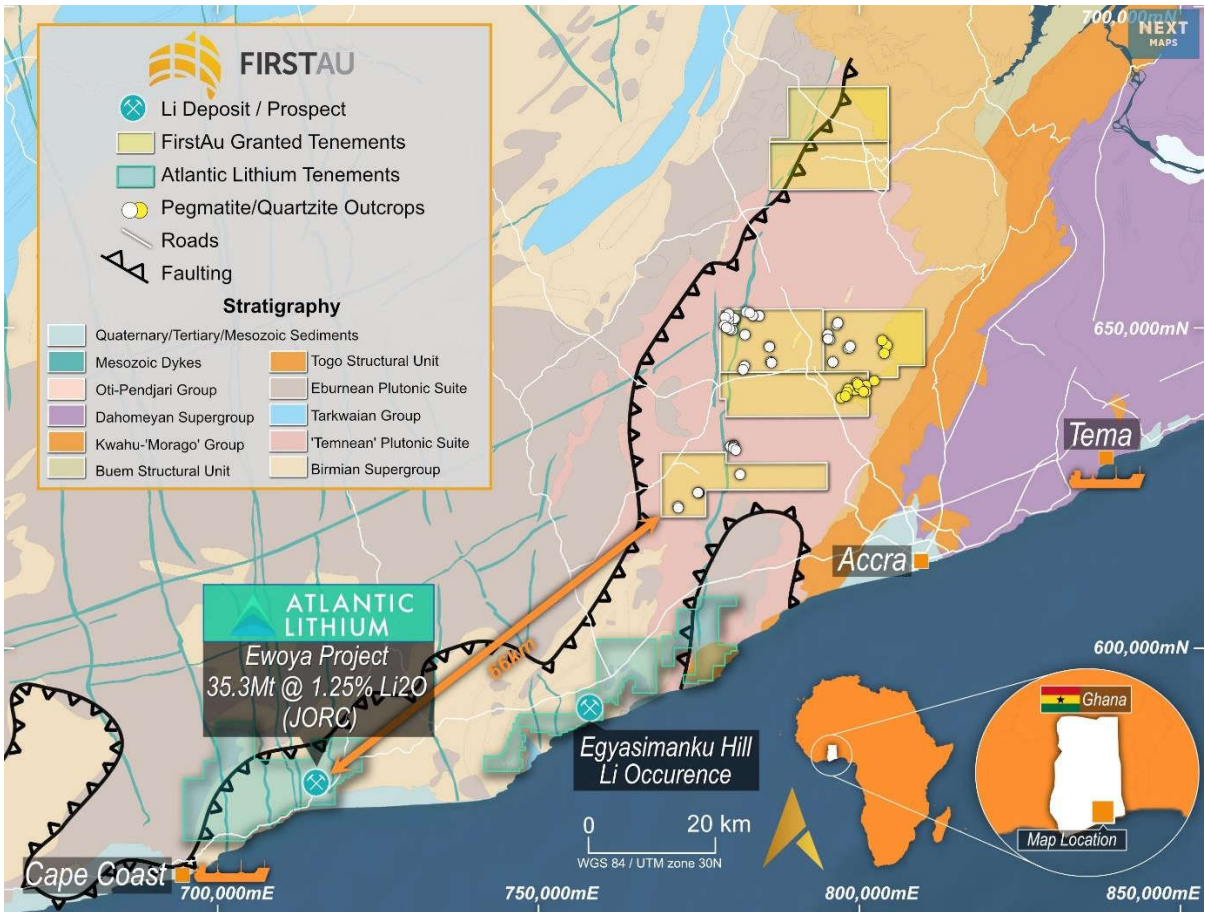 FIRSTAU
Li Deposit / Prospect
FirstAu Granted Tenements
Atlantic Lithium Tenements
Pegmatite/Quartzite Outcrops
Roads
Faulting
Stratigraphy
Quaternary/Tertiary/Mesozoic Sediments
Mesozoic Dykes
Oti-Pendjari Group
Dahomeyan Supergroup
Kwahu-'Morago' Group
Buem Structural Unit
Togo Structural Unit
Eburnean Plutonic Suite
Tarkwaian Group
'Temnean' Plutonic Suite
Birmian Supergroup
700,000mN
NEXT
MAPS
650,000mN
Tema
Accra
600,000mN
ATLANTIC
LITHIUM
Ewoya Project
35.3Mt @ 1.25% Li2O
(JORC)
66km
Egyasimanku Hill
Li Occurence
0 20 km
WGS 84 / UTM zone 30N
Ghana
Map Location
Cape Coast
700,000mE
750,000mE
800,000mE
850,000mE